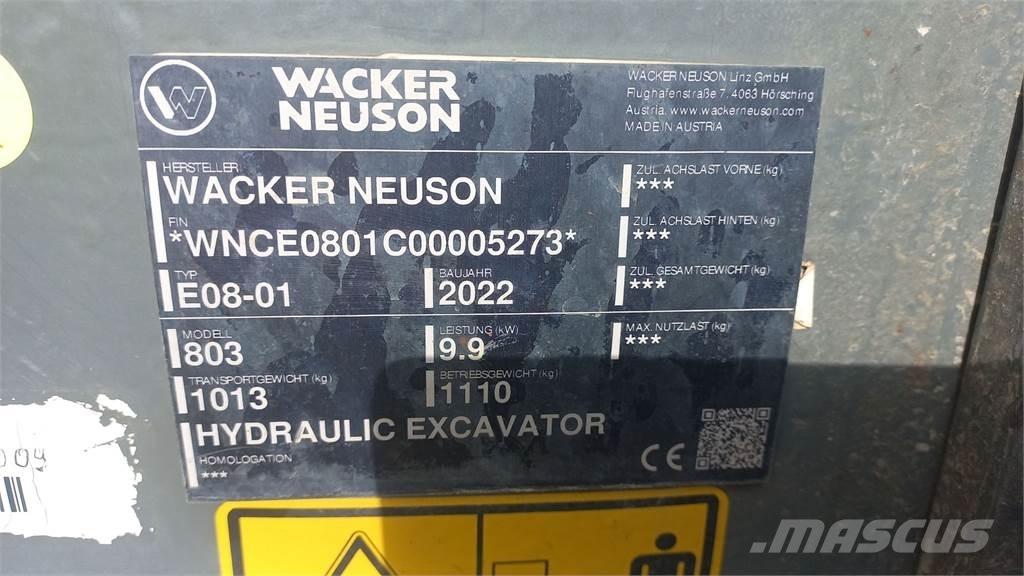 WACKER
NEUSON
WACKER NEUSON Linz GmbH
Flughafenstraße 7, 4063 Hörsching
Austria, www.wackerneuson.com
MADE IN AUSTRIA
HERSTELLER
WACKER NEUSON
FIN
*WNCE0801C00005273*
TYP
E08-01
BAUJAHR
2022
MODELL
803
LEISTUNG (kW)
9.9
TRANSPORTGEWICHT (kg)
1013
BETRIEBSGEWICHT (kg)
1110
HYDRAULIC EXCAVATOR
HOMOLOGATION
***
ZUL. ACHSLAST VORNE (kg)
***
ZUL. ACHSLAST HINTEN (kg)
***
ZUL. GESAMTGEWICHT (kg)
***
MAX. NUTZLAST (kg)
***
CE
MASCUS